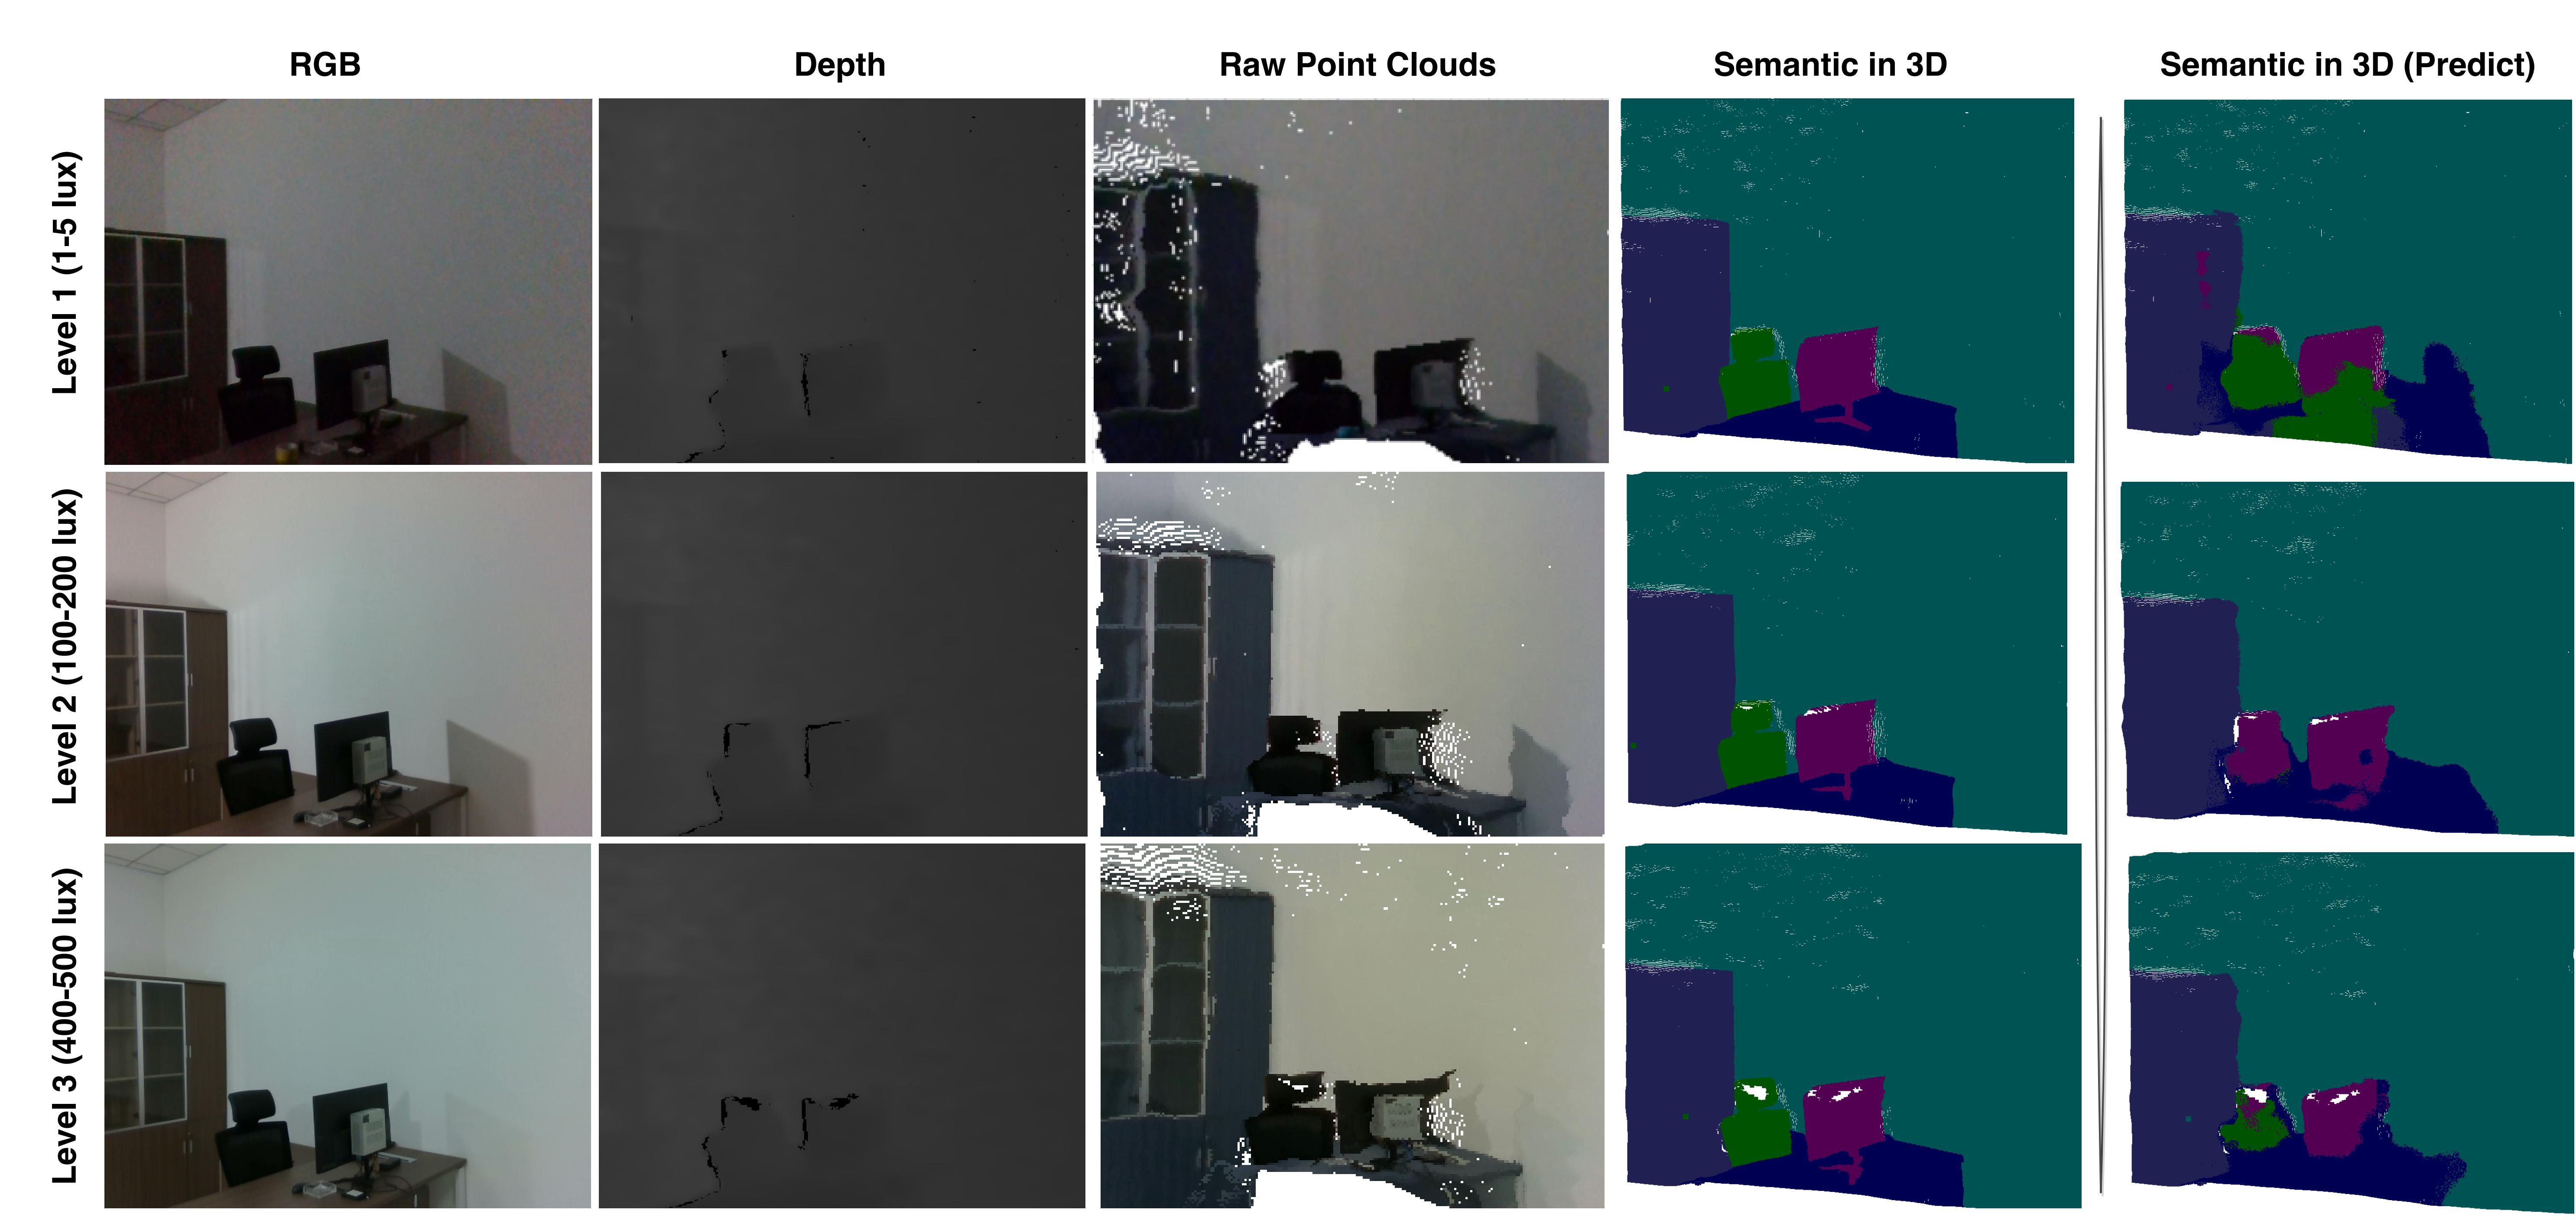 RGB
Depth
Raw Point Clouds
Semantic in 3D
Semantic in 3D (Predict)
Level 1 (1-5 lux)
Level 2 (100-200 lux)
Level 3 (400-500 lux)